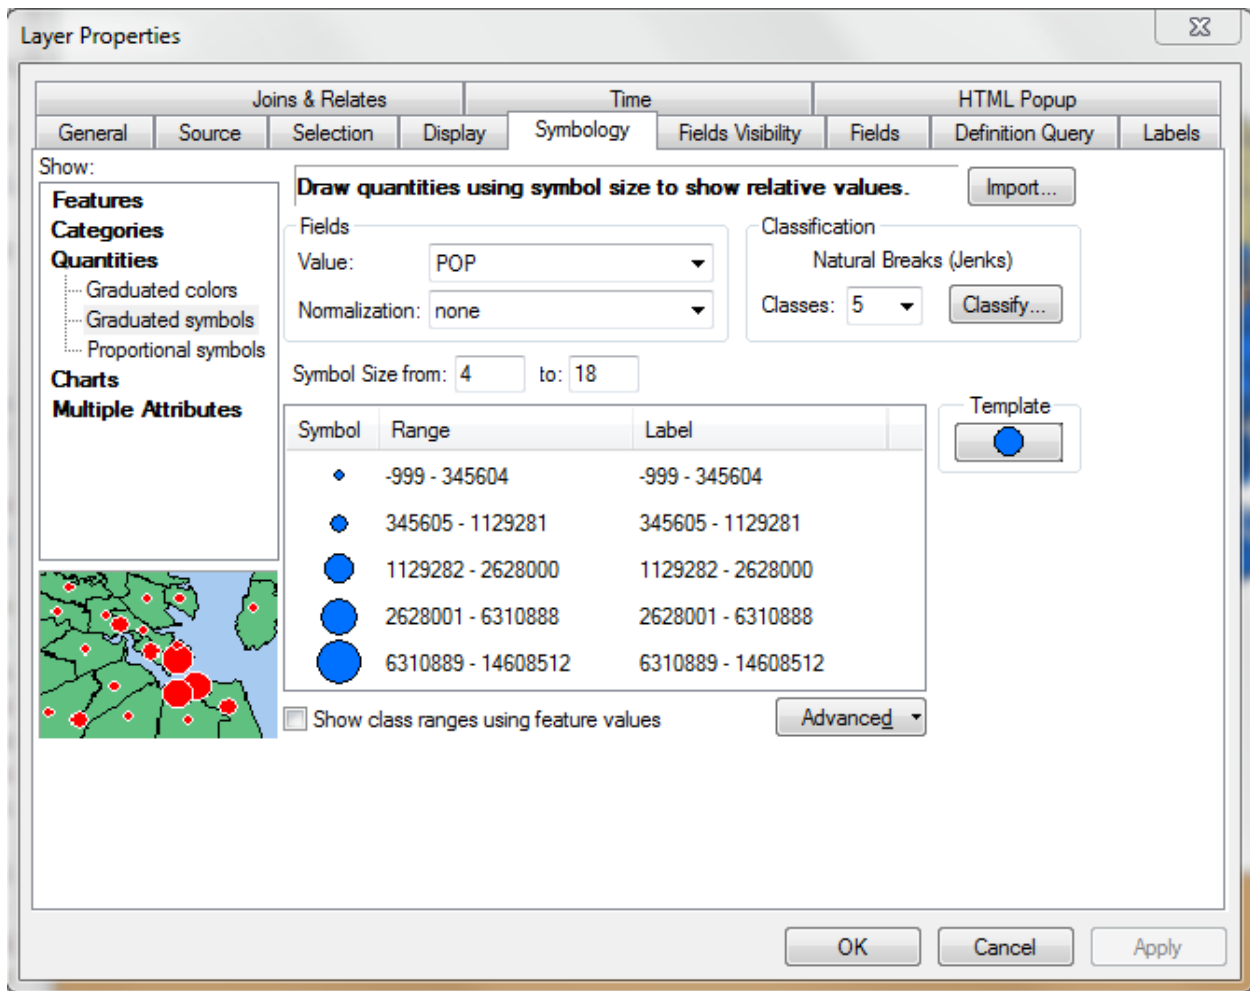 Layer Properties
Joins & Relates Time HTML Popup
General Source Selection Display Symbology Fields Visibility Fields Definition Query Labels
Show:
Features
Categories
Quantities
Graduated colors
Graduated symbols
Proportional symbols
Charts
Multiple Attributes
Draw quantities using symbol size to show relative values.
Import...
Fields
Value: POP
Normalization: none
Classification
Natural Breaks (Jenks)
Classes: 5 Classify...
Symbol Size from: 4 to: 18
Symbol Range Label
-999 - 345604 -999 - 345604
345605 - 1129281 345605 - 1129281
1129282 - 2628000 1129282 - 2628000
2628001 - 6310888 2628001 - 6310888
6310889 - 14608512 6310889 - 14608512
Template
Show class ranges using feature values
Advanced
OK Cancel Apply